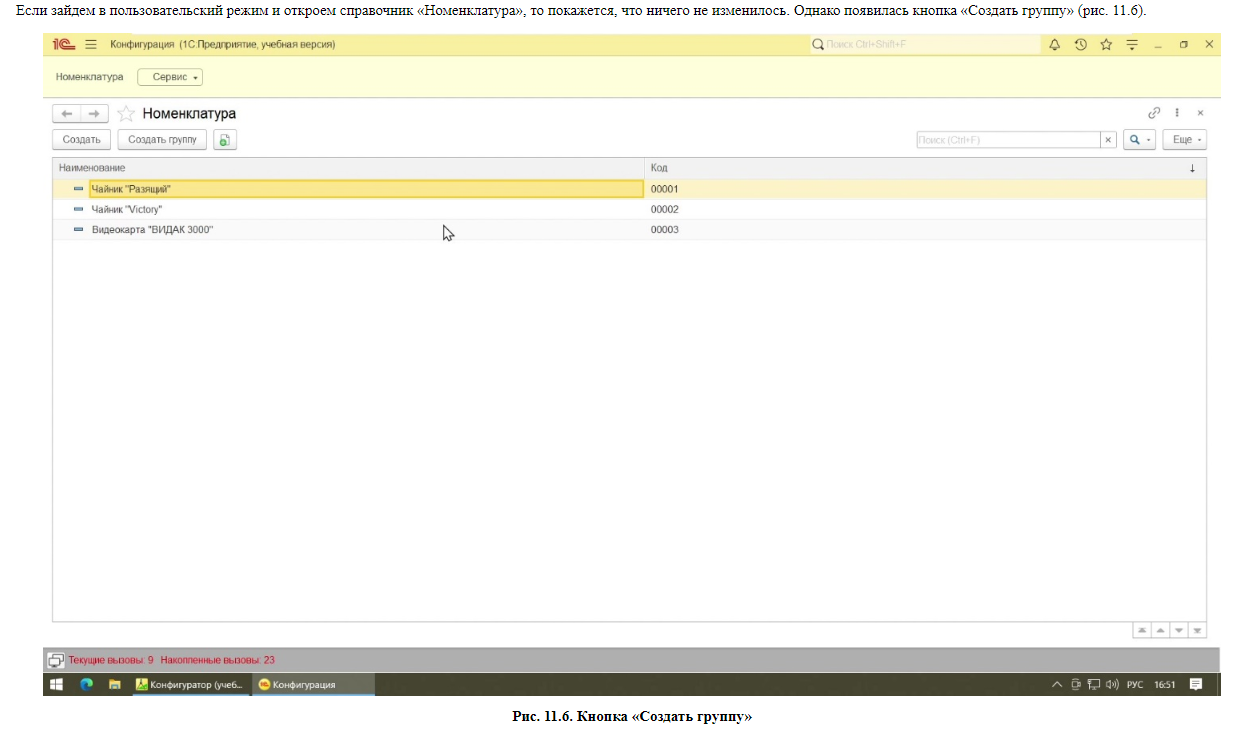 Если зайдем в пользовательский режим и откроем справочник «Номенклатура», то покажется, что ничего не изменилось. Однако появилась кнопка «Создать группу» (рис. 11.6).
1С Конфигурация (1С:Предприятие, учебная версия) Поиск Ctrl+Shift+F
Номенклатура Сервис
Номенклатура
Создать Создать группу Поиск (Ctrl+F) × Еще
Наименование Код ↓
Чайник "Разящий" 00001
Чайник "Victory" 00002
Видеокарта "ВИДАК 3000" 00003
Текущие вызовы: 9 Накопленные вызовы: 23
Конфигуратор (учеб... Конфигурация РУС 16:51
Рис. 11.6. Кнопка «Создать группу»